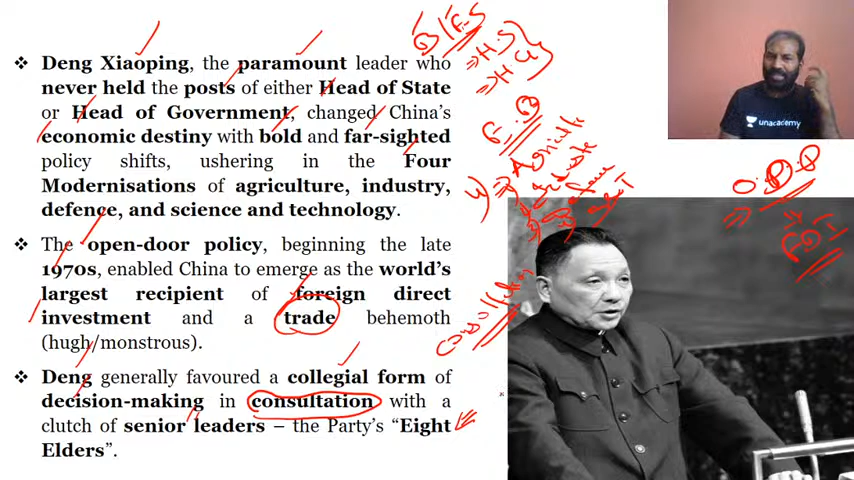 ❖ Deng Xiaoping, the paramount leader who
never held the posts of either Head of State
or Head of Government, changed China's
economic destiny with bold and far-sighted
policy shifts, ushering in the Four
Modernisations of agriculture, industry,
defence, and science and technology.
❖ The open-door policy, beginning the late
1970s, enabled China to emerge as the world's
largest recipient of foreign direct
investment and a trade behemoth
(hugh/monstrous).
❖ Deng generally favoured a collegial form of
decision-making in consultation with a
clutch of senior leaders – the Party's "Eight
Elders".
H.S
H.G
O.D.P
FDI
unacademy